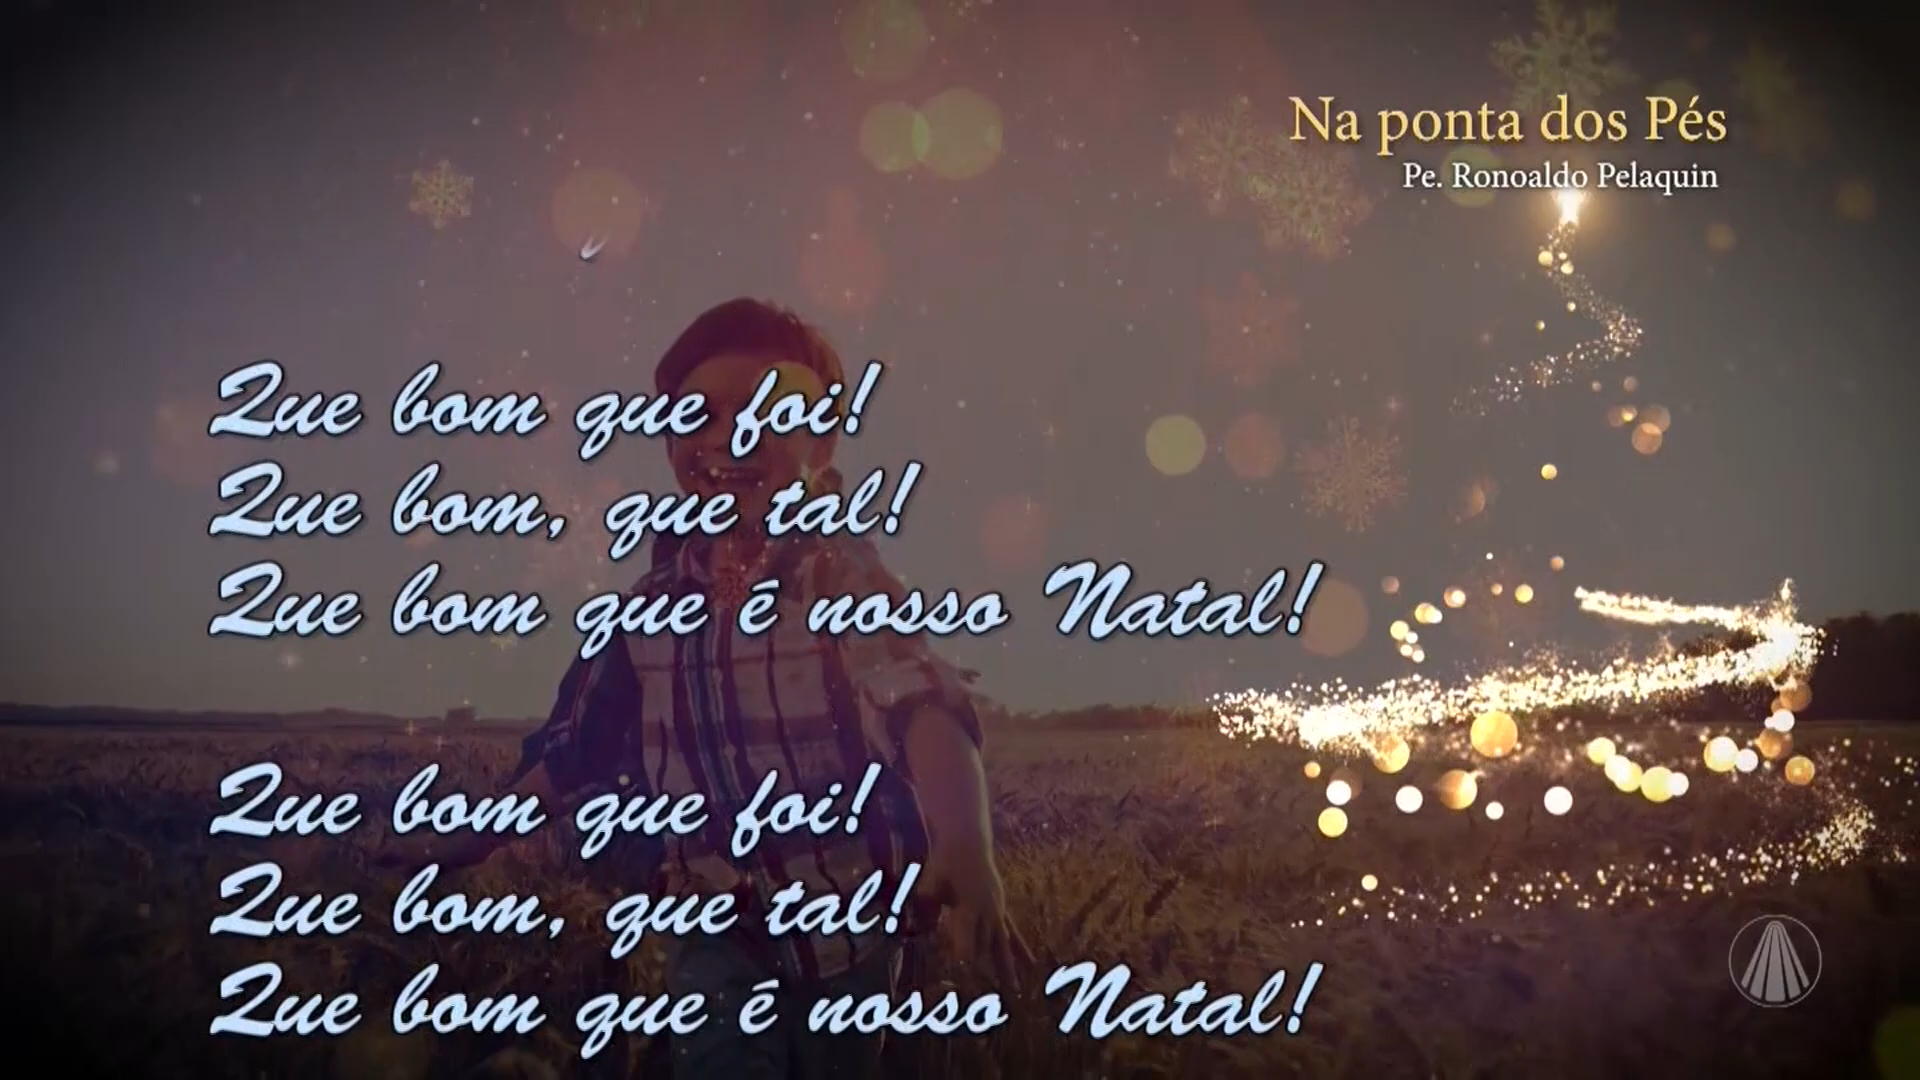 Na ponta dos Pés
Pe. Ronoaldo Pelaquin
Que bom que foi!
Que bom, que tal!
Que bom que é nosso Natal!
Que bom que foi!
Que bom, que tal!
Que bom que é nosso Natal!